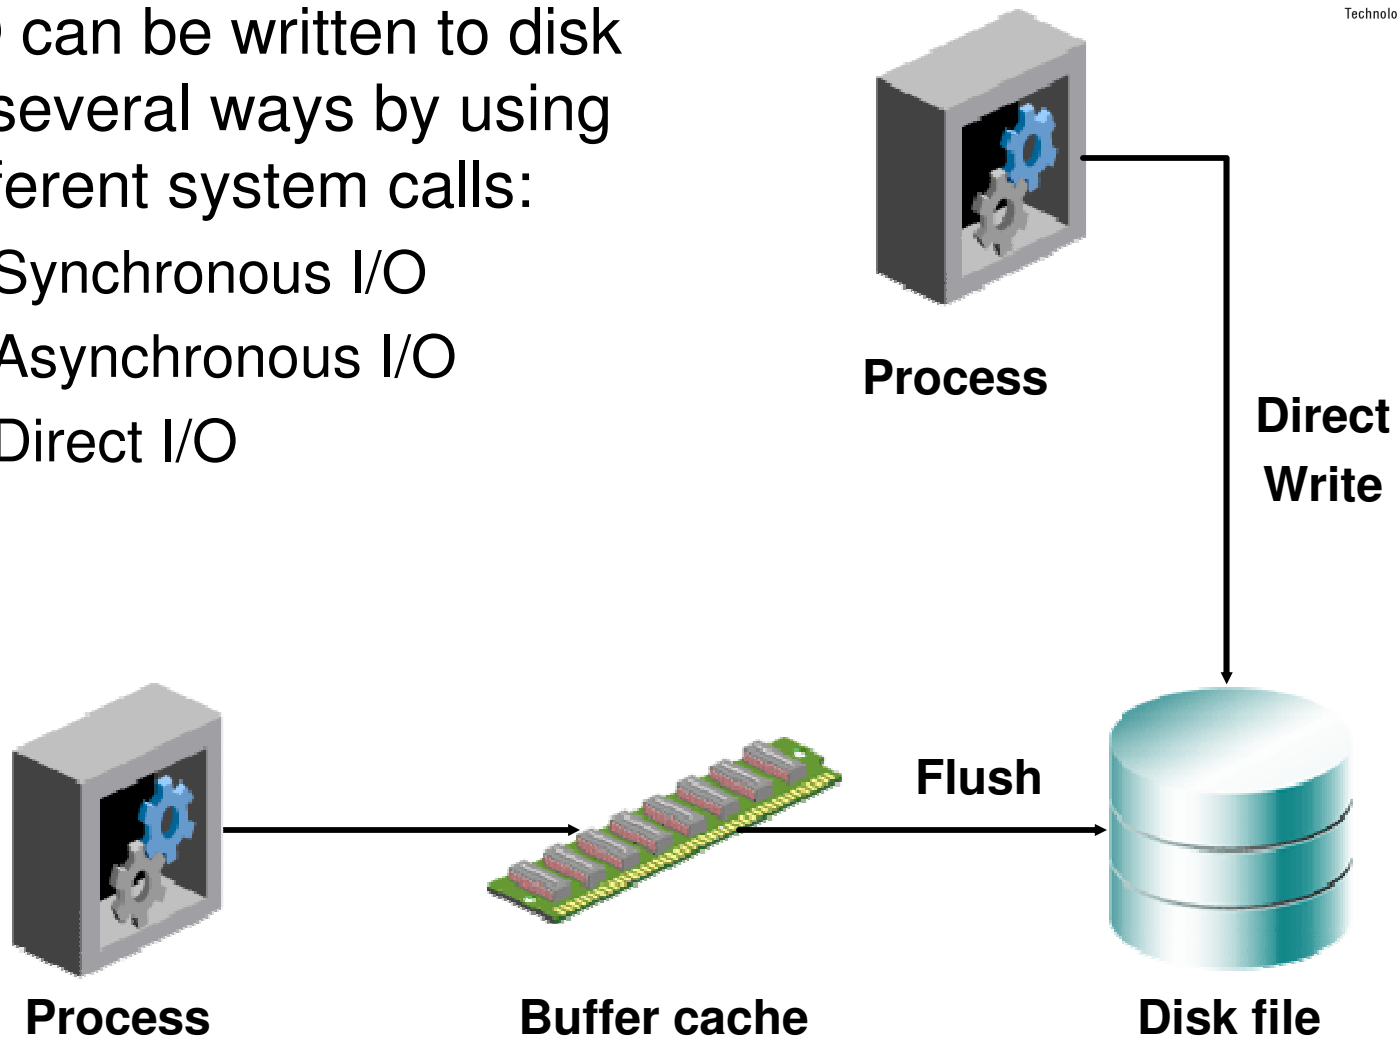 can be written to disk
several ways by using
ferent system calls:
Synchronous I/O
Asynchronous I/O
Direct I/O
Technolo
Process
Direct
Write
Flush
Process
Buffer cache
Disk file